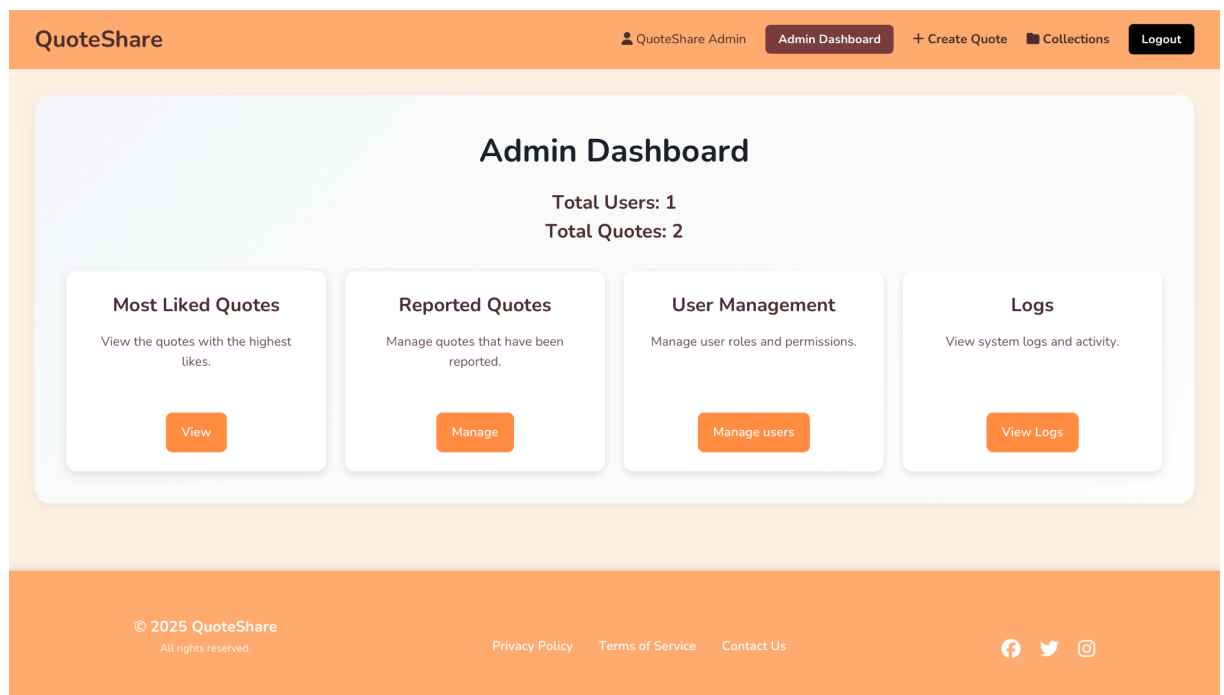 QuoteShare
QuoteShare Admin
Admin Dashboard
+ Create Quote
Collections
Logout
Admin Dashboard
Total Users: 1
Total Quotes: 2
Most Liked Quotes
View the quotes with the highest
likes.
View
Reported Quotes
Manage quotes that have been
reported.
Manage
User Management
Manage user roles and permissions.
Manage users
Logs
View system logs and activity.
View Logs
© 2025 QuoteShare
All rights reserved.
Privacy Policy
Terms of Service
Contact Us